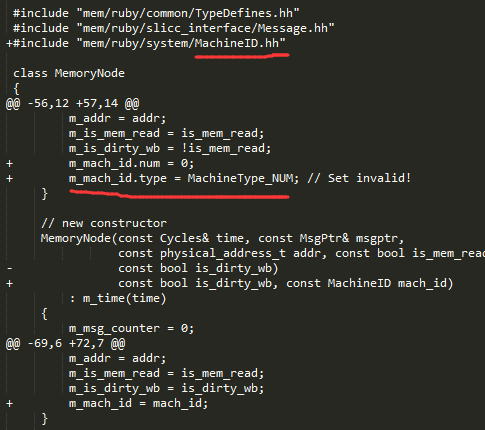 #include "mem/ruby/common/TypeDefines.hh"
#include "mem/ruby/slicc_interface/Message.hh"
+#include "mem/ruby/system/MachineID.hh"
class MemoryNode
{
@@ -56,12 +57,14 @@
m_addr = addr;
m_is_mem_read = is_mem_read;
m_is_dirty_wb = !is_mem_read;
+ m_mach_id.num = 0;
+ m_mach_id.type = MachineType_NUM; // Set invalid!
}
// new constructor
MemoryNode(const Cycles& time, const MsgPtr& msgptr,
const physical_address_t addr, const bool is_mem_rea
- const bool is_dirty_wb)
+ const bool is_dirty_wb, const MachineID mach_id)
: m_time(time)
{
m_msg_counter = 0;
@@ -69,6 +72,7 @@
m_addr = addr;
m_is_mem_read = is_mem_read;
m_is_dirty_wb = is_dirty_wb;
+ m_mach_id = mach_id;
}